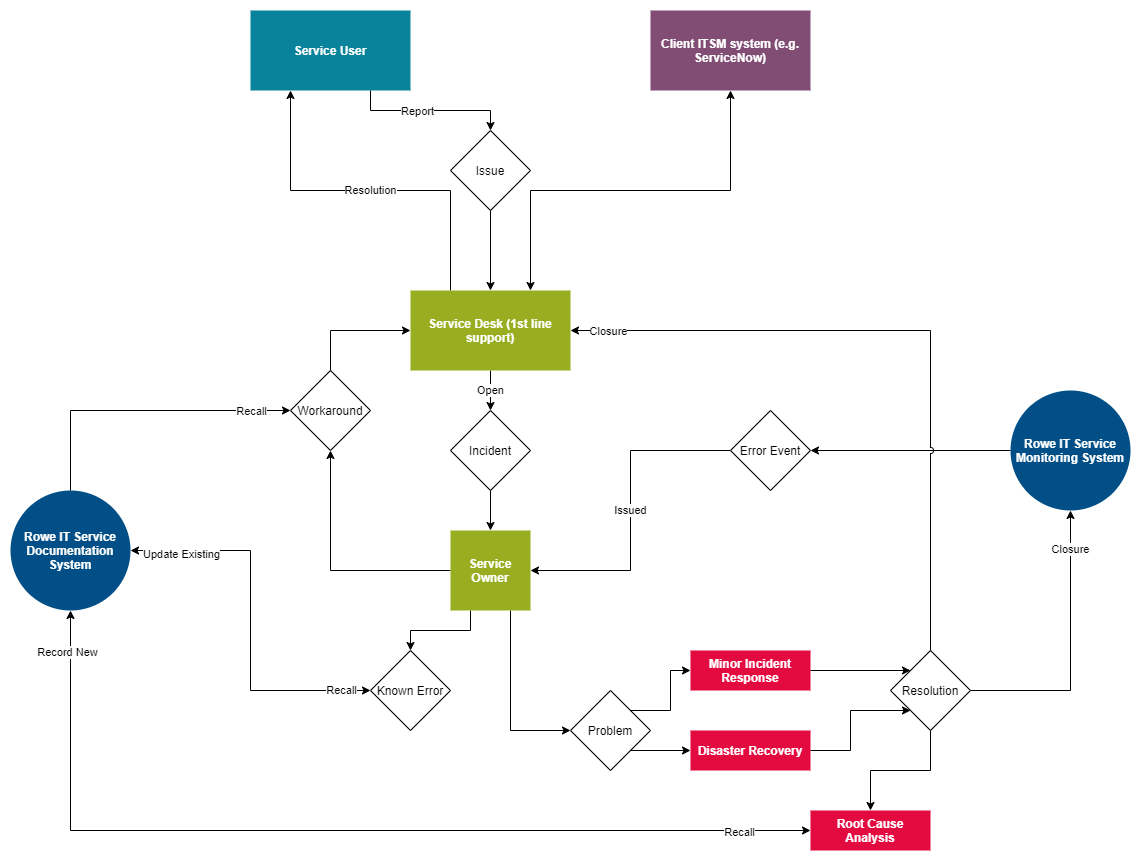 Service User
Client ITSM system (e.g.
ServiceNow)
Report
Issue
Resolution
Service Desk (1st line
support)
Closure
Open
Workaround
Recall
Incident
Error Event
Rowe IT Service
Monitoring System
Issued
Rowe IT Service
Documentation
System
Update Existing
Service
Owner
Closure
Record New
Recall
Known Error
Minor Incident
Response
Resolution
Problem
Disaster Recovery
Root Cause
Analysis
Recall